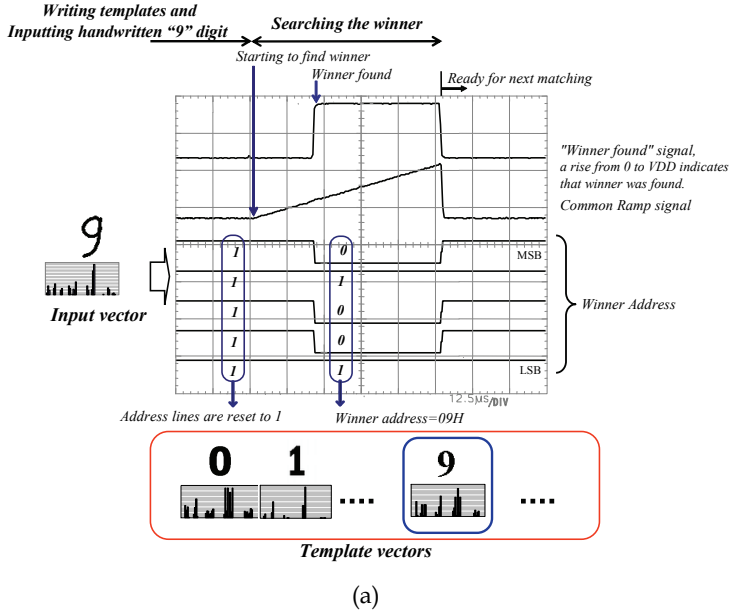 Writing templates and
Inputting handwritten “9” digit
Searching the winner
Starting to find winner
Winner found
Ready for next matching
"Winner found" signal,
a rise from 0 to VDD indicates
that winner was found.
Common Ramp signal
9
Input vector
1 0 MSB
1 1
1 0
1 0
1 1 LSB
Winner Address
12.5µs/DIV
Address lines are reset to 1
Winner address=09H
0 1 9
.... ....
Template vectors
(a)